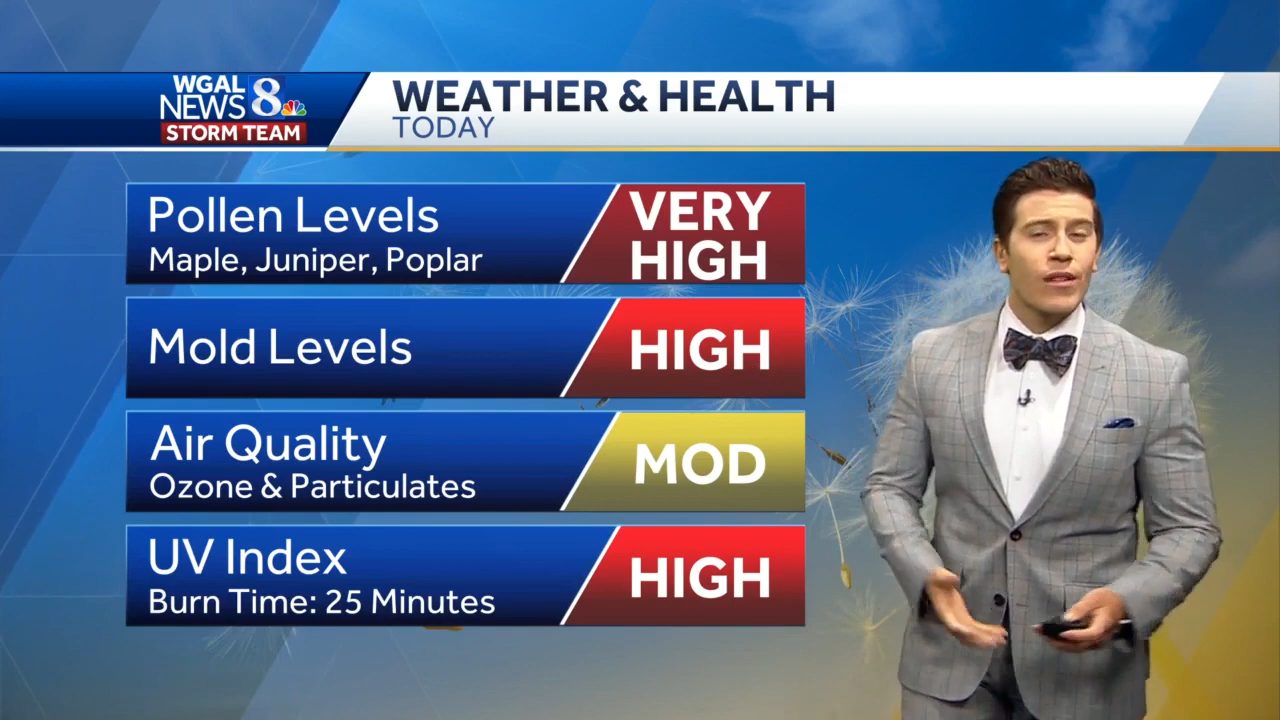 WGAL
NEWS 8
STORM TEAM
WEATHER & HEALTH
TODAY
Pollen Levels
Maple, Juniper, Poplar
VERY
HIGH
Mold Levels
HIGH
Air Quality
Ozone & Particulates
MOD
UV Index
Burn Time: 25 Minutes
HIGH